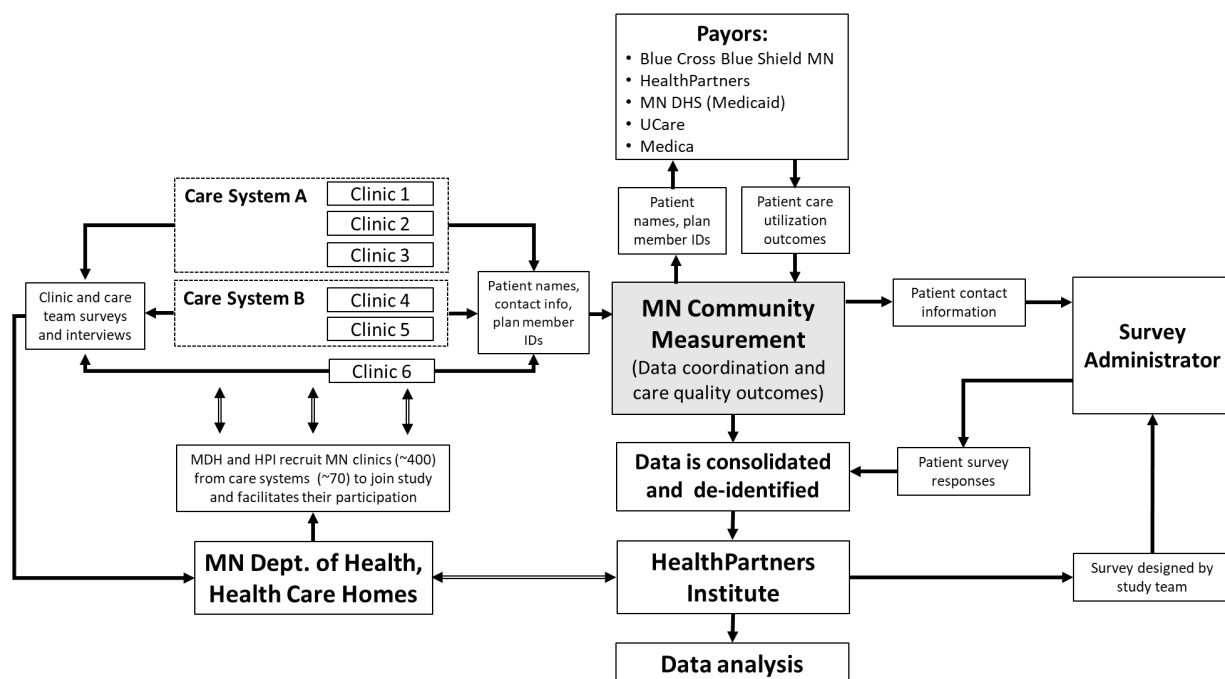 Payors:
• Blue Cross Blue Shield MN
• HealthPartners
• MN DHS (Medicaid)
• UCare
• Medica
Patient
names, plan
member IDs
Patient care
utilization
outcomes
Care System A
Clinic 1
Clinic 2
Clinic 3
Care System B
Clinic 4
Clinic 5
Clinic 6
Clinic and care
team surveys
and interviews
Patient names,
contact info,
plan member
IDs
MN Community
Measurement
(Data coordination and
care quality outcomes)
Patient contact
information
Survey
Administrator
MDH and HPI recruit MN clinics (~400)
from care systems (~70) to join study
and facilitates their participation
Data is consolidated
and de-identified
Patient survey
responses
MN Dept. of Health,
Health Care Homes
HealthPartners
Institute
Survey designed by
study team
Data analysis